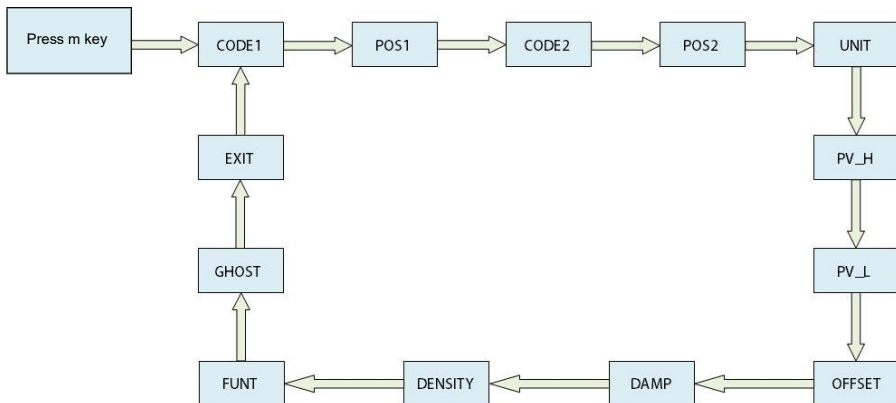 Press m key
CODE1
POS1
CODE2
POS2
UNIT
PV_H
PV_L
OFFSET
DAMP
DENSITY
FUNT
GHOST
EXIT